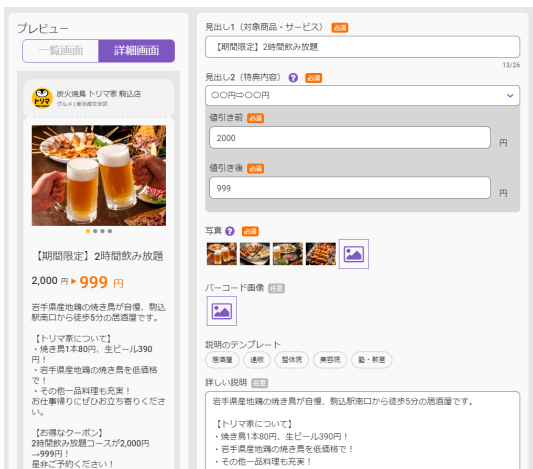 プレビュー
一覧画面
詳細画面
トリマ
炭火焼鳥 トリマ家 駒込店
グルメ | 東京都文京区
【期間限定】2時間飲み放題
2,000 円 ▸ 999 円
岩手県産地鶏の焼き鳥が自慢、駒込
駅南口から徒歩5分の居酒屋です。
【トリマ家について】
・焼き鳥1本80円、生ビール390
円！
・岩手県産地鶏の焼き鳥を低価格
で！
・その他一品料理も充実！
お仕事帰りにぜひお立ち寄りくださ
い。
【お得なクーポン】
2時間飲み放題コースが2,000円
→999円！
是非ご予約ください！
見出し1（対象商品・サービス） 必須
【期間限定】2時間飲み放題
13/26
見出し2（特典内容） ? 必須
〇〇円⇨〇〇円
値引き前 必須
2000
円
値引き後 必須
999
円
写真 ? 必須
バーコード画像 任意
説明のテンプレート
居酒屋
通販
整体院
美容院
塾・教室
詳しい説明 任意
岩手県産地鶏の焼き鳥が自慢、駒込駅南口から徒歩5分の居酒屋です。
【トリマ家について】
・焼き鳥1本80円、生ビール390円！
・岩手県産地鶏の焼き鳥を低価格で！
・その他一品料理も充実！